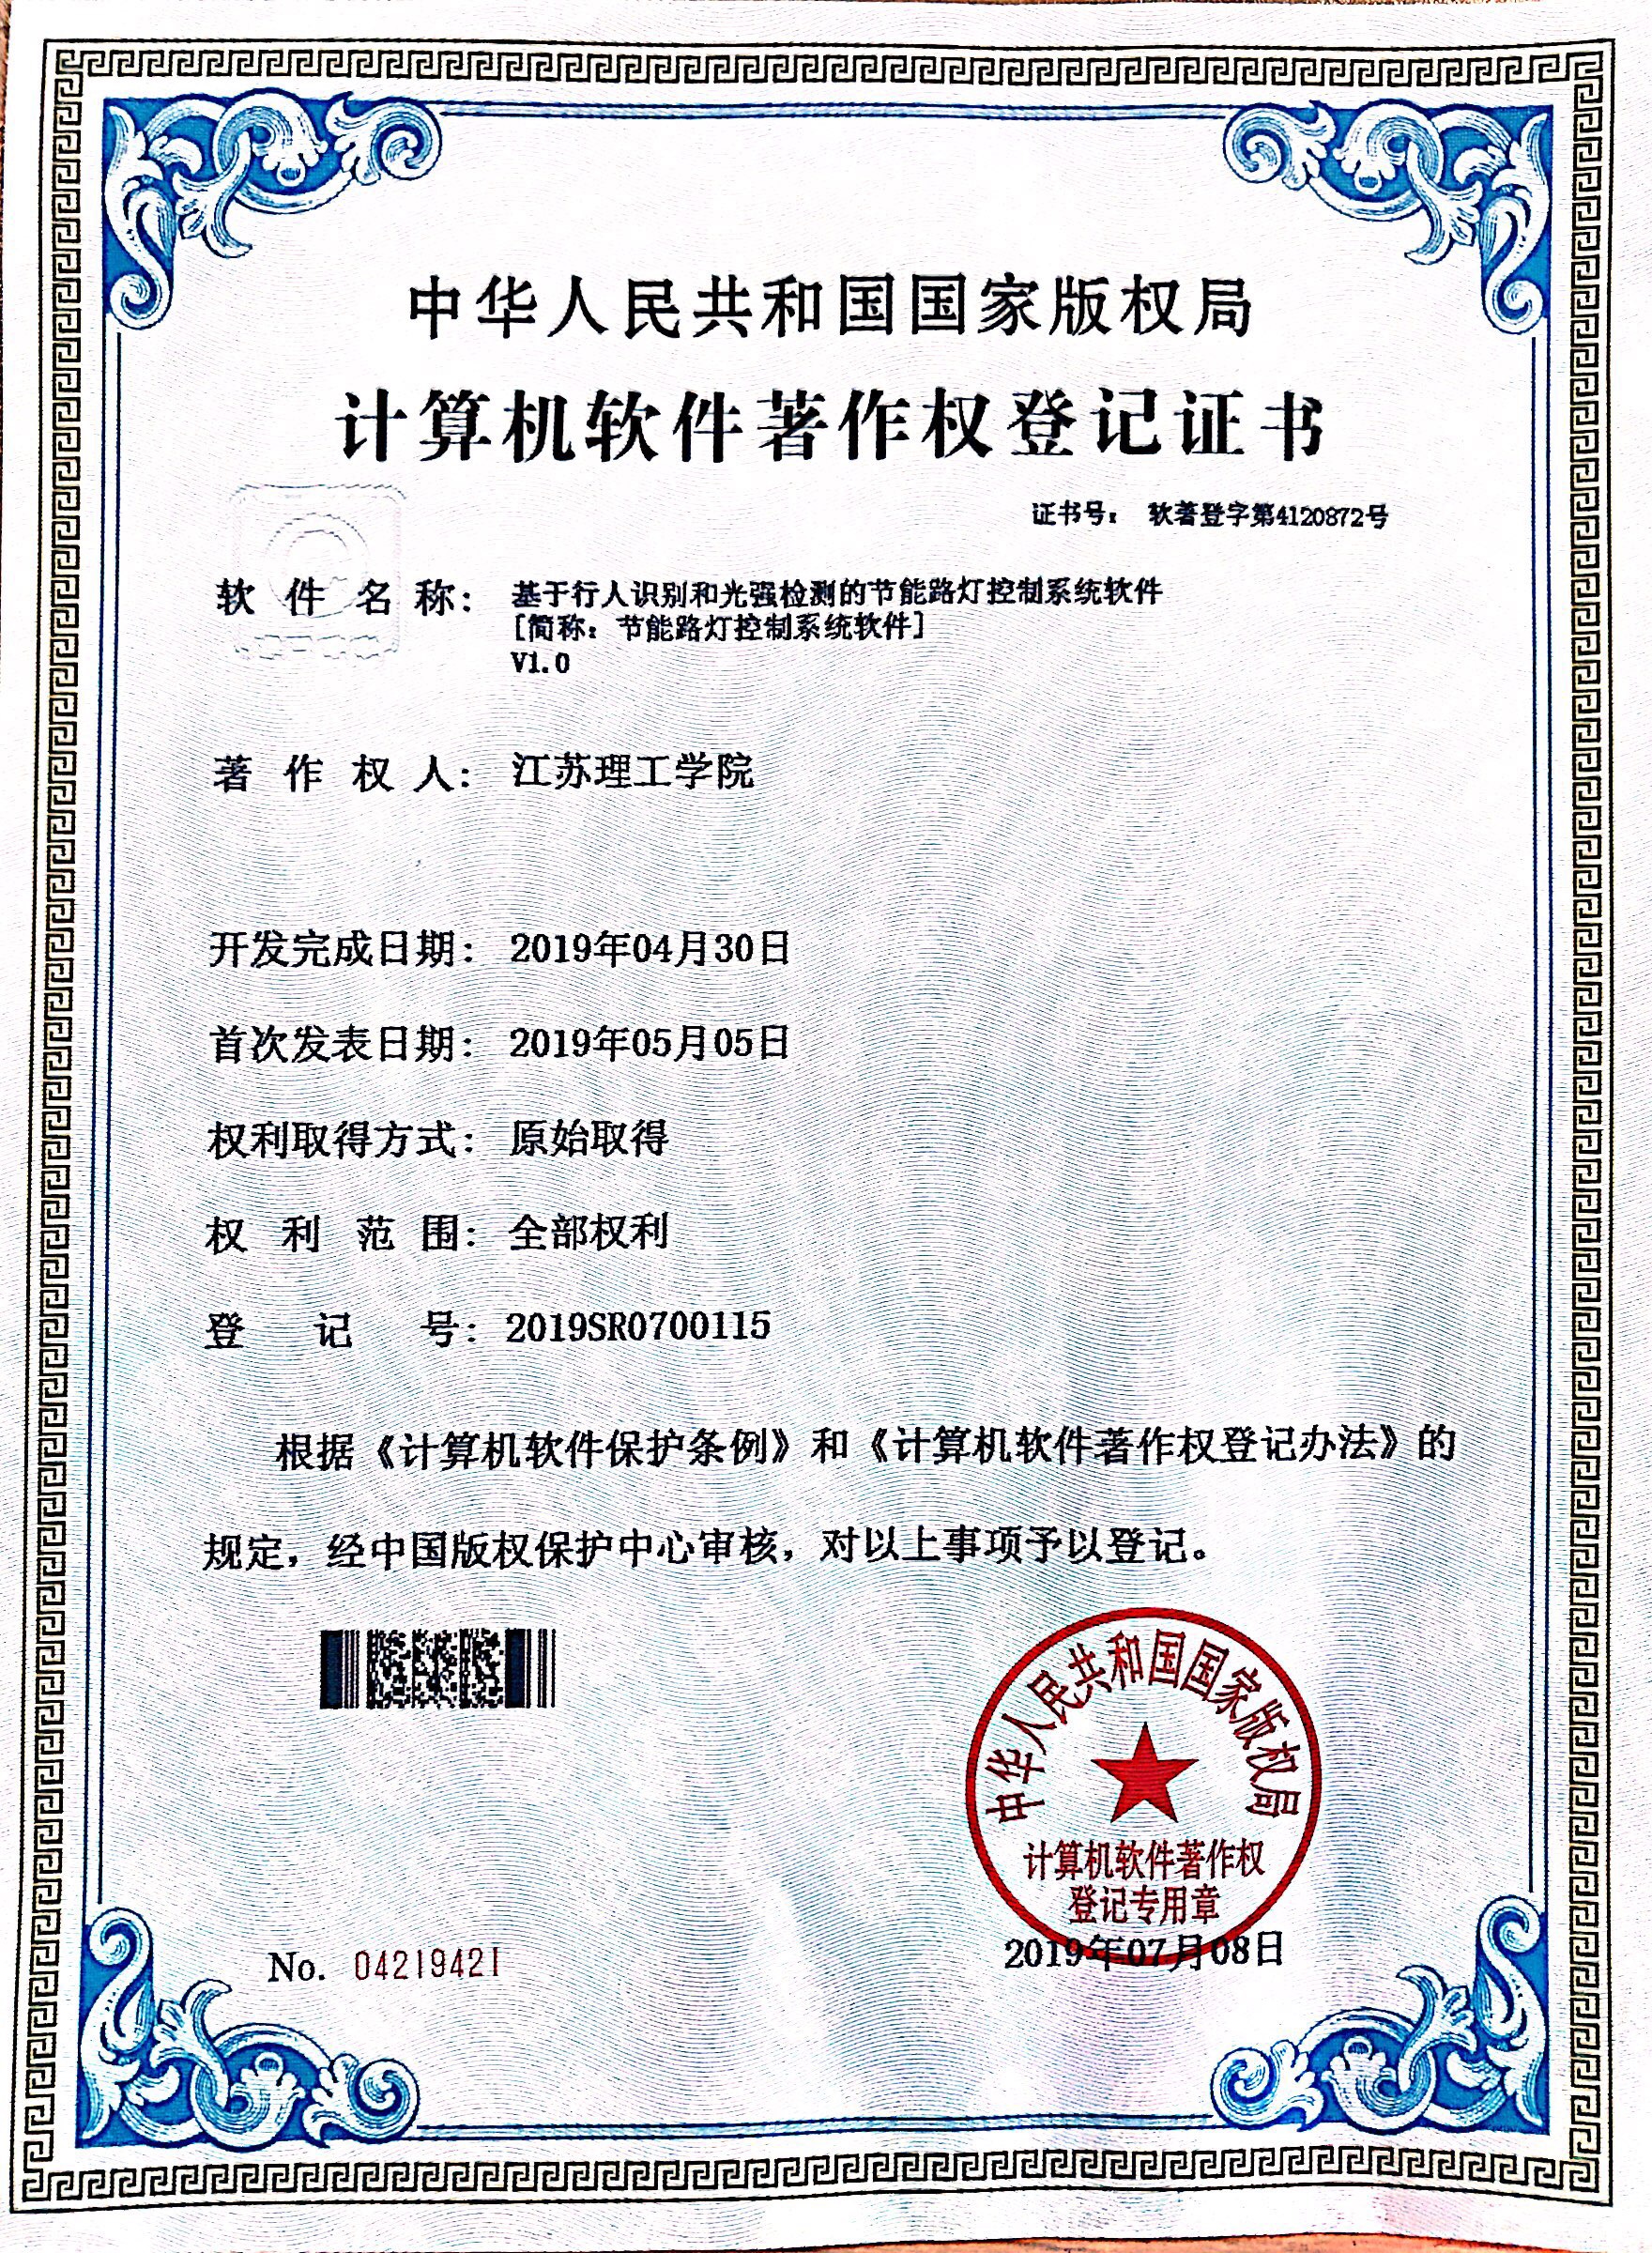 中华人民共和国国家版权局
计算机软件著作权登记证书
证书号： 软著登字第4120872号
软件名称： 基于行人识别和光强检测的节能路灯控制系统软件
[简称：节能路灯控制系统软件]
V1.0
著作权人： 江苏理工学院
开发完成日期： 2019年04月30日
首次发表日期： 2019年05月05日
权利取得方式： 原始取得
权利范围： 全部权利
登记号： 2019SR0700115
根据《计算机软件保护条例》和《计算机软件著作权登记办法》的
规定，经中国版权保护中心审核，对以上事项予以登记。
中华人民共和国国家版权局
计算机软件著作权
登记专用章
No. 04219421
2019年07月08日